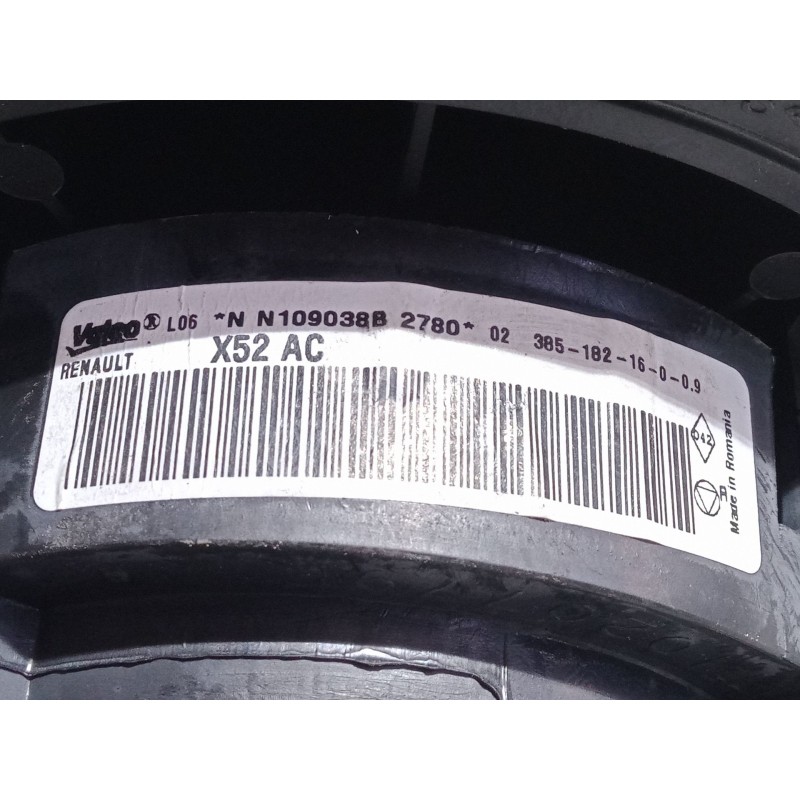 Valeo® L06 *N N109038B 2780* 02 385-182-16-0-0.9
RENAULT X52 AC
042
B
Made in Romania